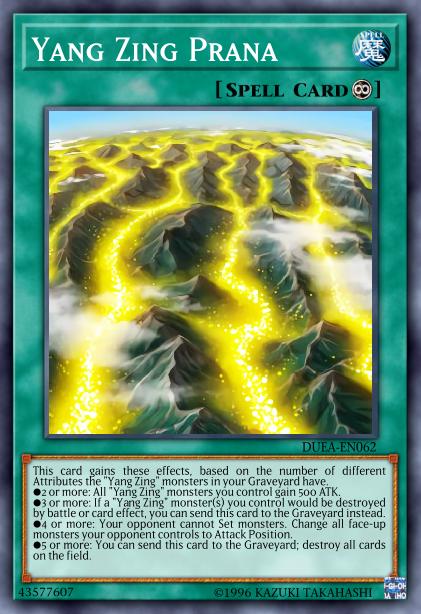 YANG ZING PRANA
SPELL
魔
[SPELL CARD]
DUEA-EN062
This card gains these effects, based on the number of different
Attributes the "Yang Zing" monsters in your Graveyard have.
●2 or more: All "Yang Zing" monsters you control gain 500 ATK.
●3 or more: If a "Yang Zing" monster(s) you control would be destroyed
by battle or card effect, you can send this card to the Graveyard instead.
●4 or more: Your opponent cannot Set monsters. Change all face-up
monsters your opponent controls to Attack Position.
●5 or more: You can send this card to the Graveyard; destroy all cards
on the field.
43577607
©1996 KAZUKI TAKAHASHI